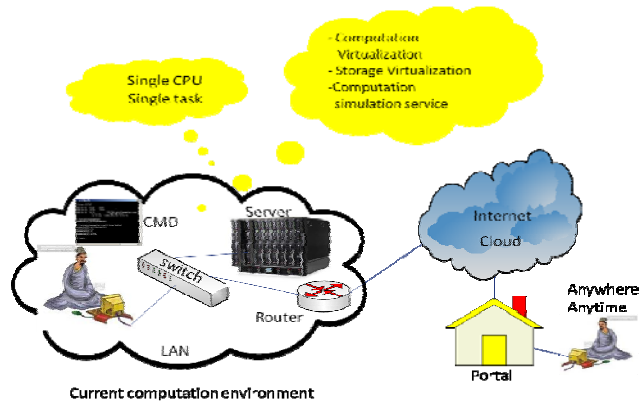 Single CPU
Single task
- Computation
Virtualization
- Storage Virtualization
-Computation
simulation service
CMD
Server
switch
Router
LAN
Internet
Cloud
Anywhere
Anytime
Portal
Current computation environment